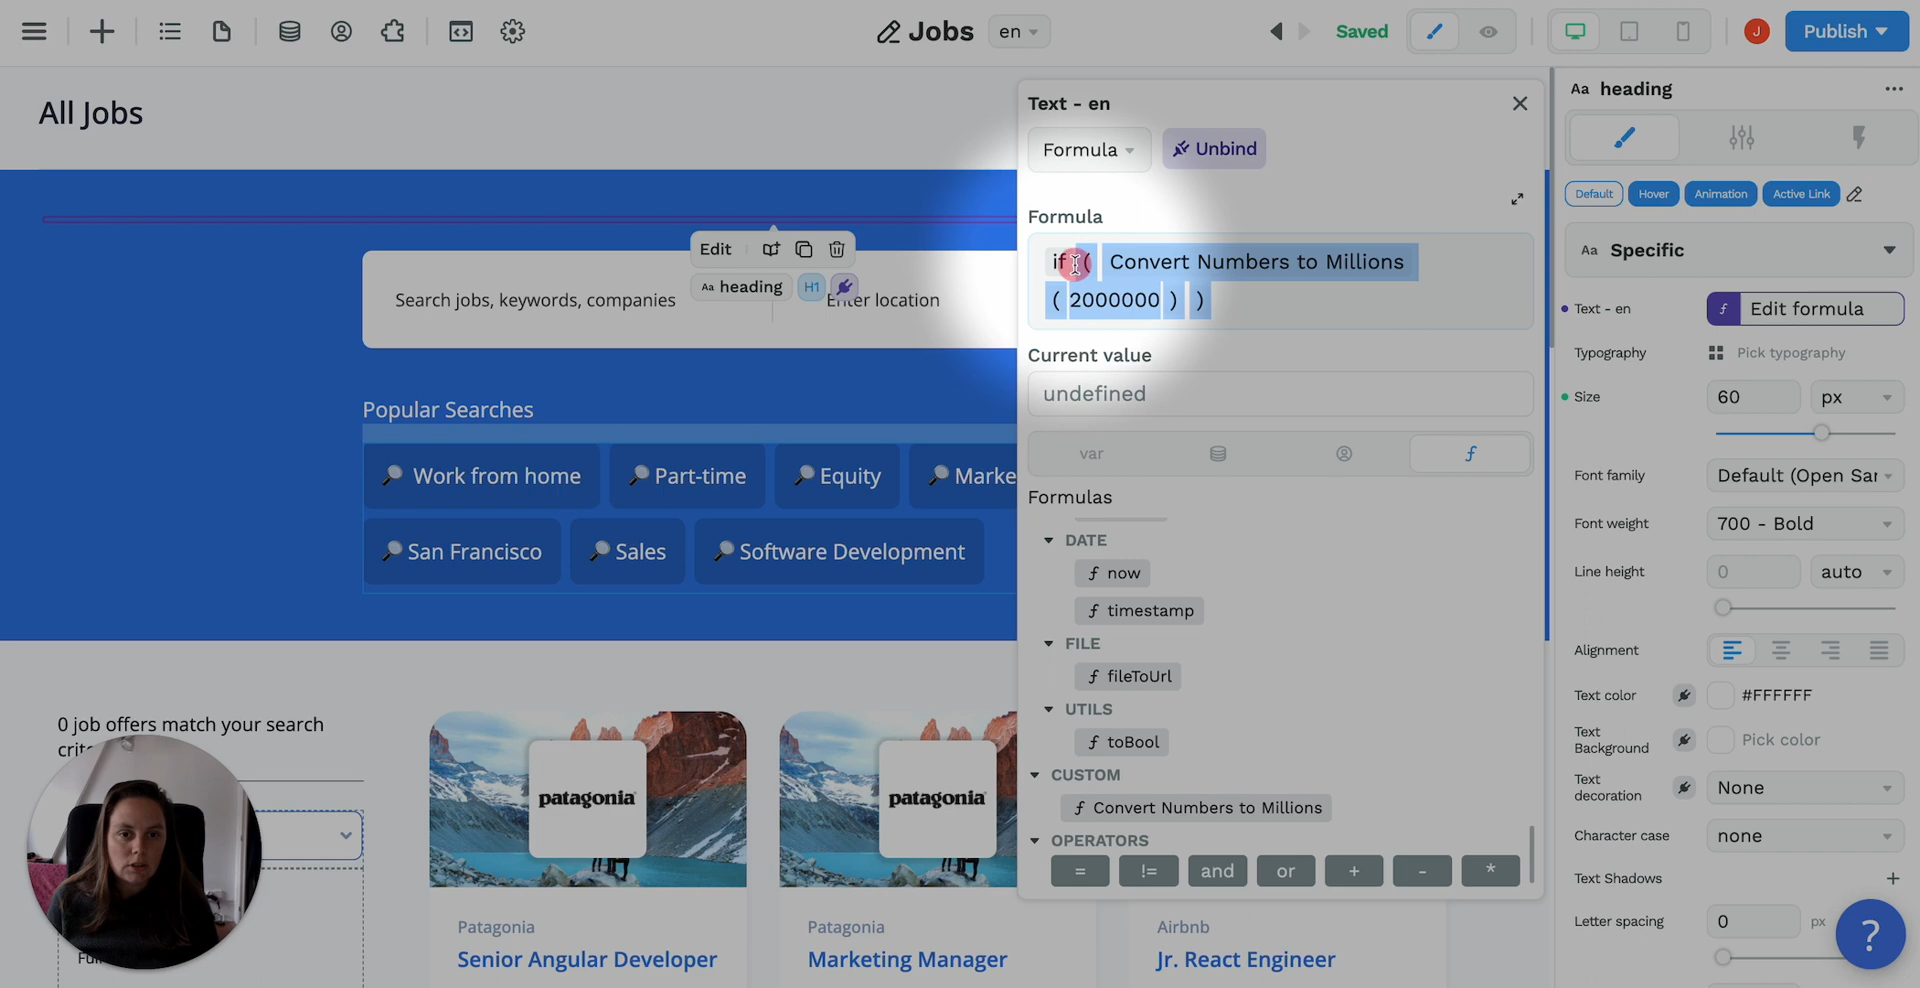 Jobs
en
Saved
J
Publish
All Jobs
Edit
Aa heading
H1
Search jobs, keywords, companies
Enter location
Popular Searches
🔎 Work from home
🔎 Part-time
🔎 Equity
🔎 Marke
🔎 San Francisco
🔎 Sales
🔎 Software Development
0 job offers match your search
patagonia
patagonia
Patagonia
Senior Angular Developer
Patagonia
Marketing Manager
Airbnb
Jr. React Engineer
Text - en
Formula
Unbind
Formula
if ( Convert Numbers to Millions
( 2000000 ) )
Current value
undefined
var
f
Formulas
DATE
f now
f timestamp
FILE
f fileToUrl
UTILS
f toBool
CUSTOM
f Convert Numbers to Millions
OPERATORS
= != and or + - *
Aa heading
Default
Hover
Animation
Active Link
Aa Specific
Text - en
f Edit formula
Typography
Pick typography
Size
60
px
Font family
Default (Open Sar
Font weight
700 - Bold
Line height
0
auto
Alignment
Text color
#FFFFFF
Text
Background
Pick color
Text
decoration
None
Character case
none
Text Shadows
Letter spacing
0
px
?